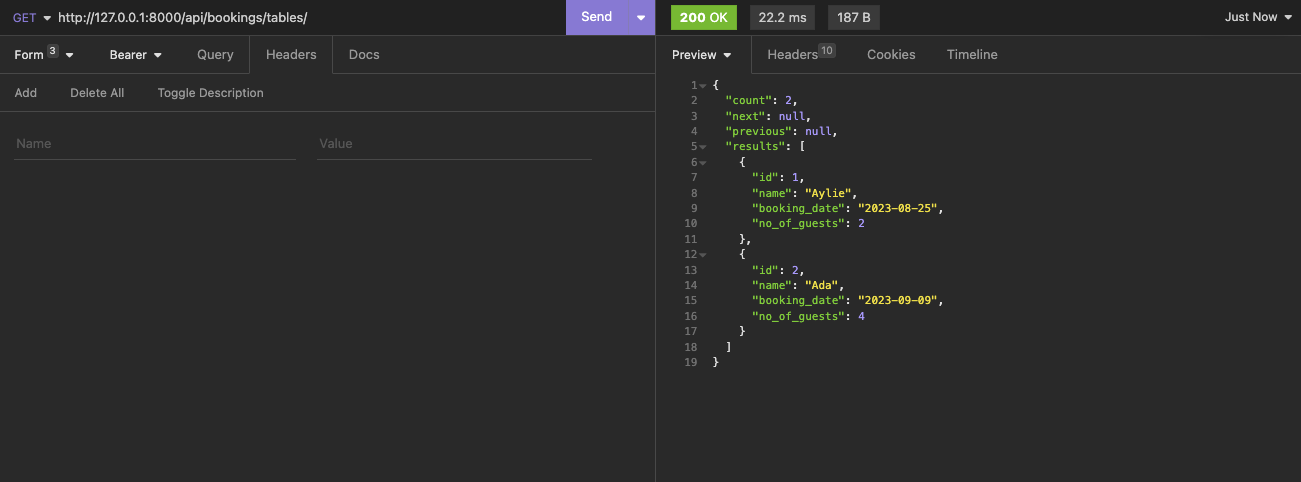 GET http://127.0.0.1:8000/api/bookings/tables/ Send 200 OK 22.2 ms 187 B Just Now
Form 3 Bearer Query Headers Docs Preview Headers 10 Cookies Timeline
Add Delete All Toggle Description
Name Value
1 {
2 "count": 2,
3 "next": null,
4 "previous": null,
5 "results": [
6 {
7 "id": 1,
8 "name": "Aylie",
9 "booking_date": "2023-08-25",
10 "no_of_guests": 2
11 },
12 {
13 "id": 2,
14 "name": "Ada",
15 "booking_date": "2023-09-09",
16 "no_of_guests": 4
17 }
18 ]
19 }